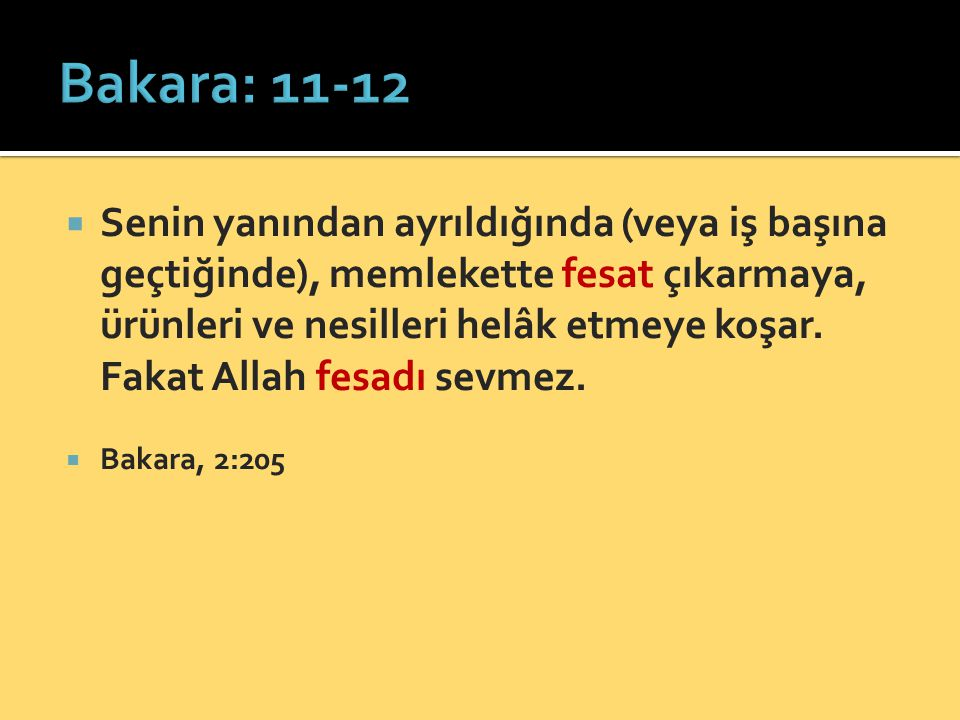 Bakara: 11-12
Senin yanından ayrıldığında (veya iş başına
geçtiğinde), memlekette fesat çıkarmaya,
ürünleri ve nesilleri helâk etmeye koşar.
Fakat Allah fesadı sevmez.
Bakara, 2:205